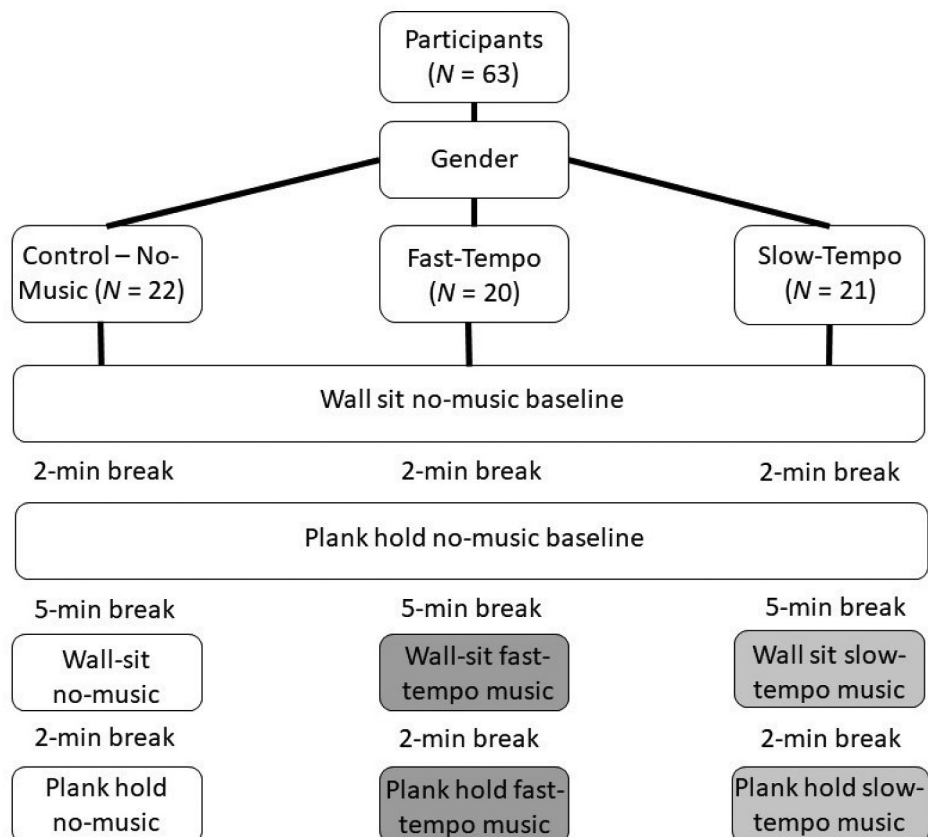 Participants
(N = 63)
Gender
Control – No-
Music (N = 22)
Fast-Tempo
(N = 20)
Slow-Tempo
(N = 21)
Wall sit no-music baseline
2-min break
2-min break
2-min break
Plank hold no-music baseline
5-min break
5-min break
5-min break
Wall-sit
no-music
Wall-sit fast-
tempo music
Wall sit slow-
tempo music
2-min break
2-min break
2-min break
Plank hold
no-music
Plank hold fast-
tempo music
Plank hold slow-
tempo music